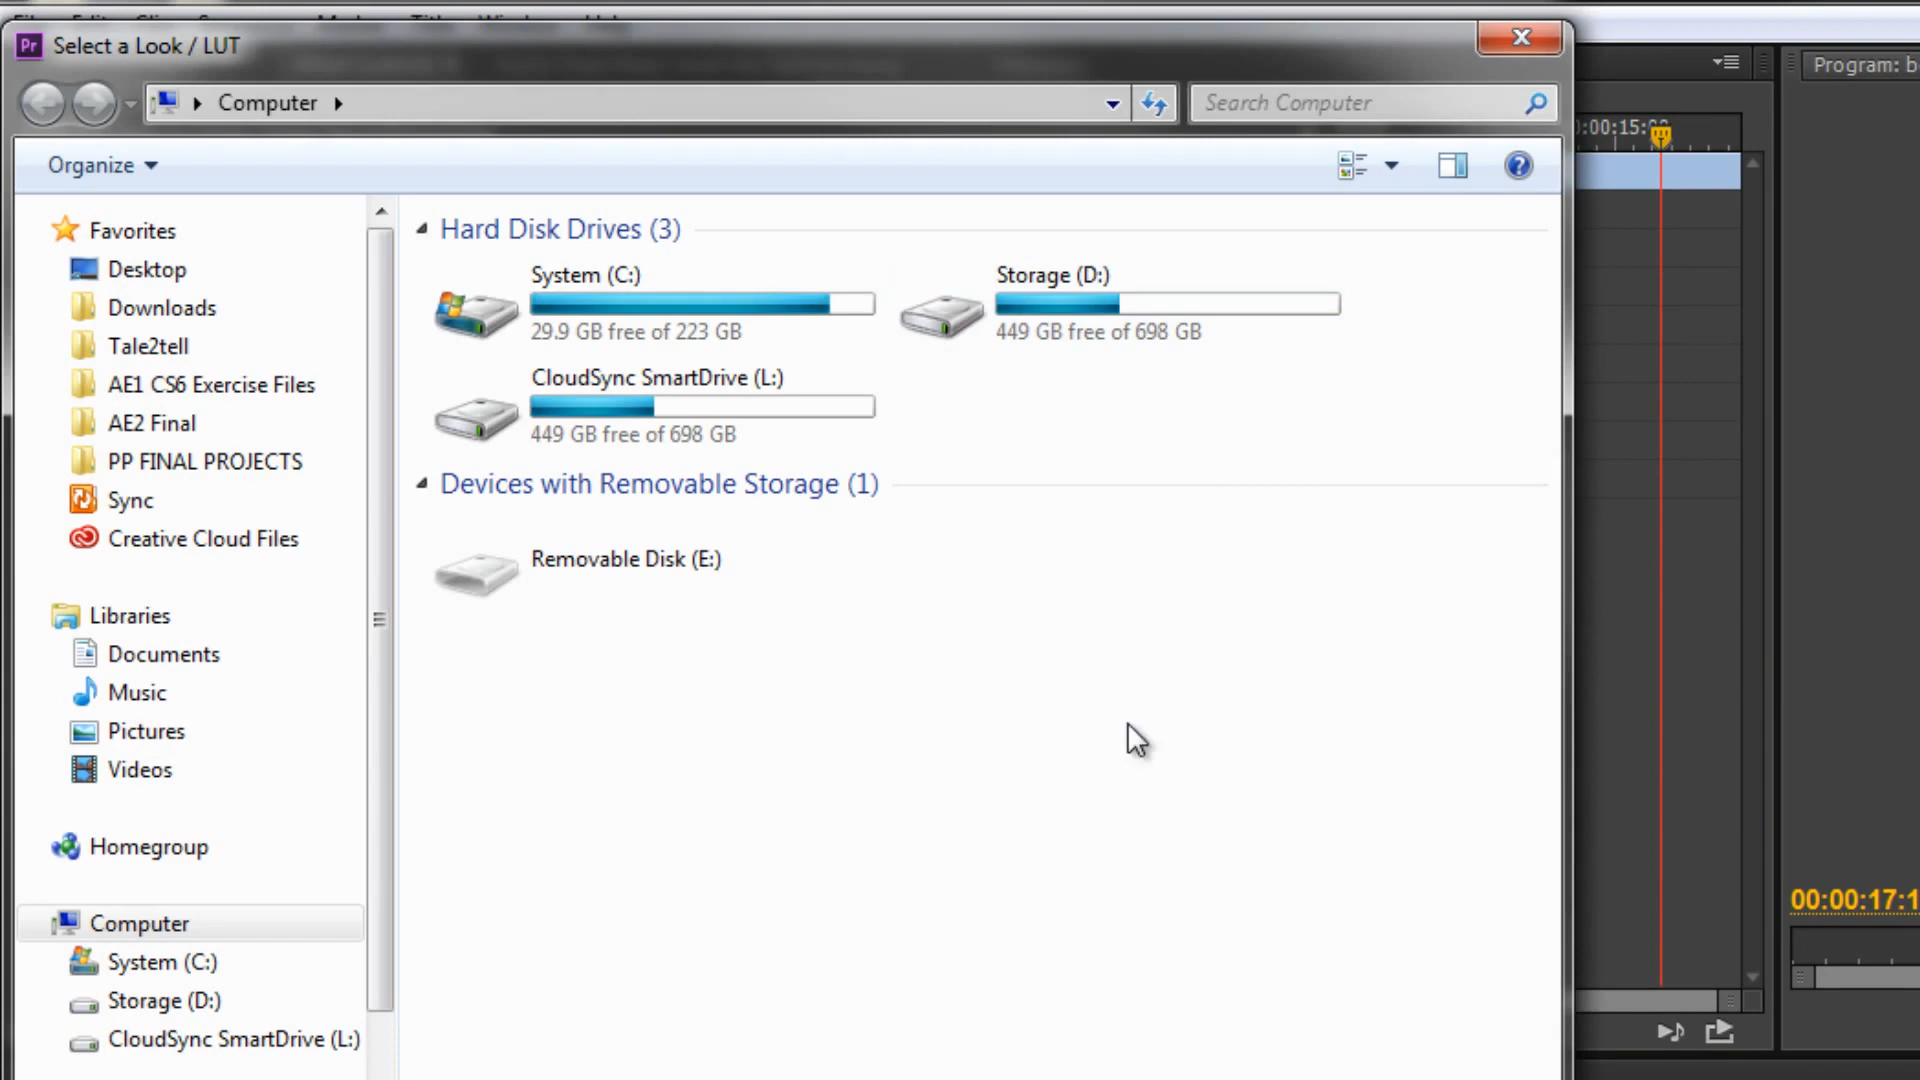 Pr Select a Look / LUT
Computer
Search Computer
Program: b
Organize
Favorites
Desktop
Downloads
Tale2tell
AE1 CS6 Exercise Files
AE2 Final
PP FINAL PROJECTS
Sync
Creative Cloud Files
Libraries
Documents
Music
Pictures
Videos
Homegroup
Computer
System (C:)
Storage (D:)
CloudSync SmartDrive (L:)
Hard Disk Drives (3)
System (C:)
29.9 GB free of 223 GB
Storage (D:)
449 GB free of 698 GB
CloudSync SmartDrive (L:)
449 GB free of 698 GB
Devices with Removable Storage (1)
Removable Disk (E:)
00:00:17:1